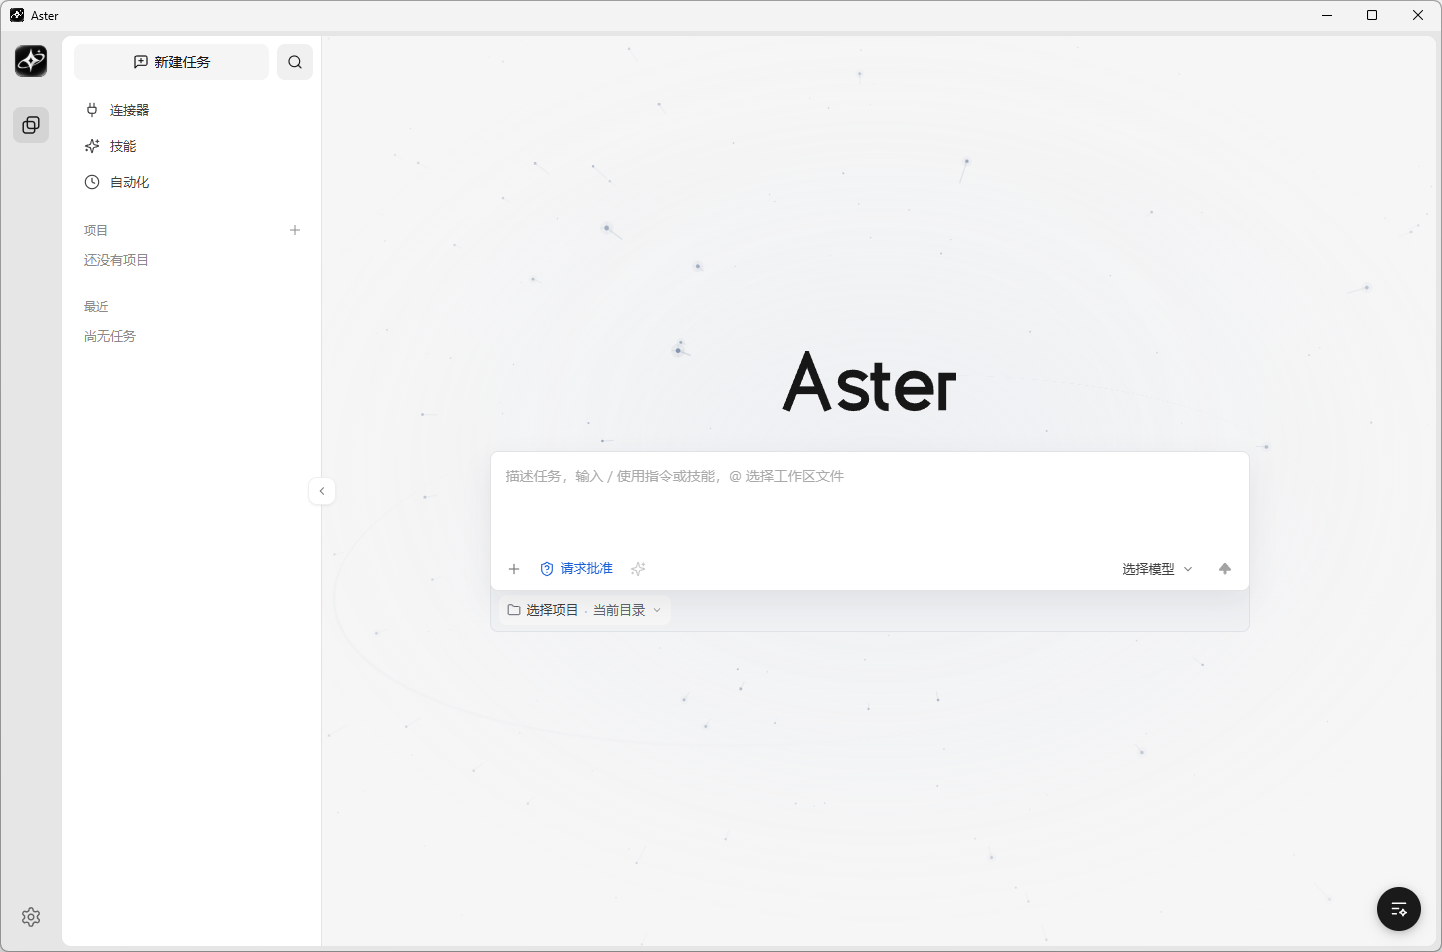 Aster
新建任务
连接器
技能
自动化
项目
还没有项目
最近
尚无任务
Aster
描述任务，输入 / 使用指令或技能，@ 选择工作区文件
请求批准
选择模型
选择项目 · 当前目录